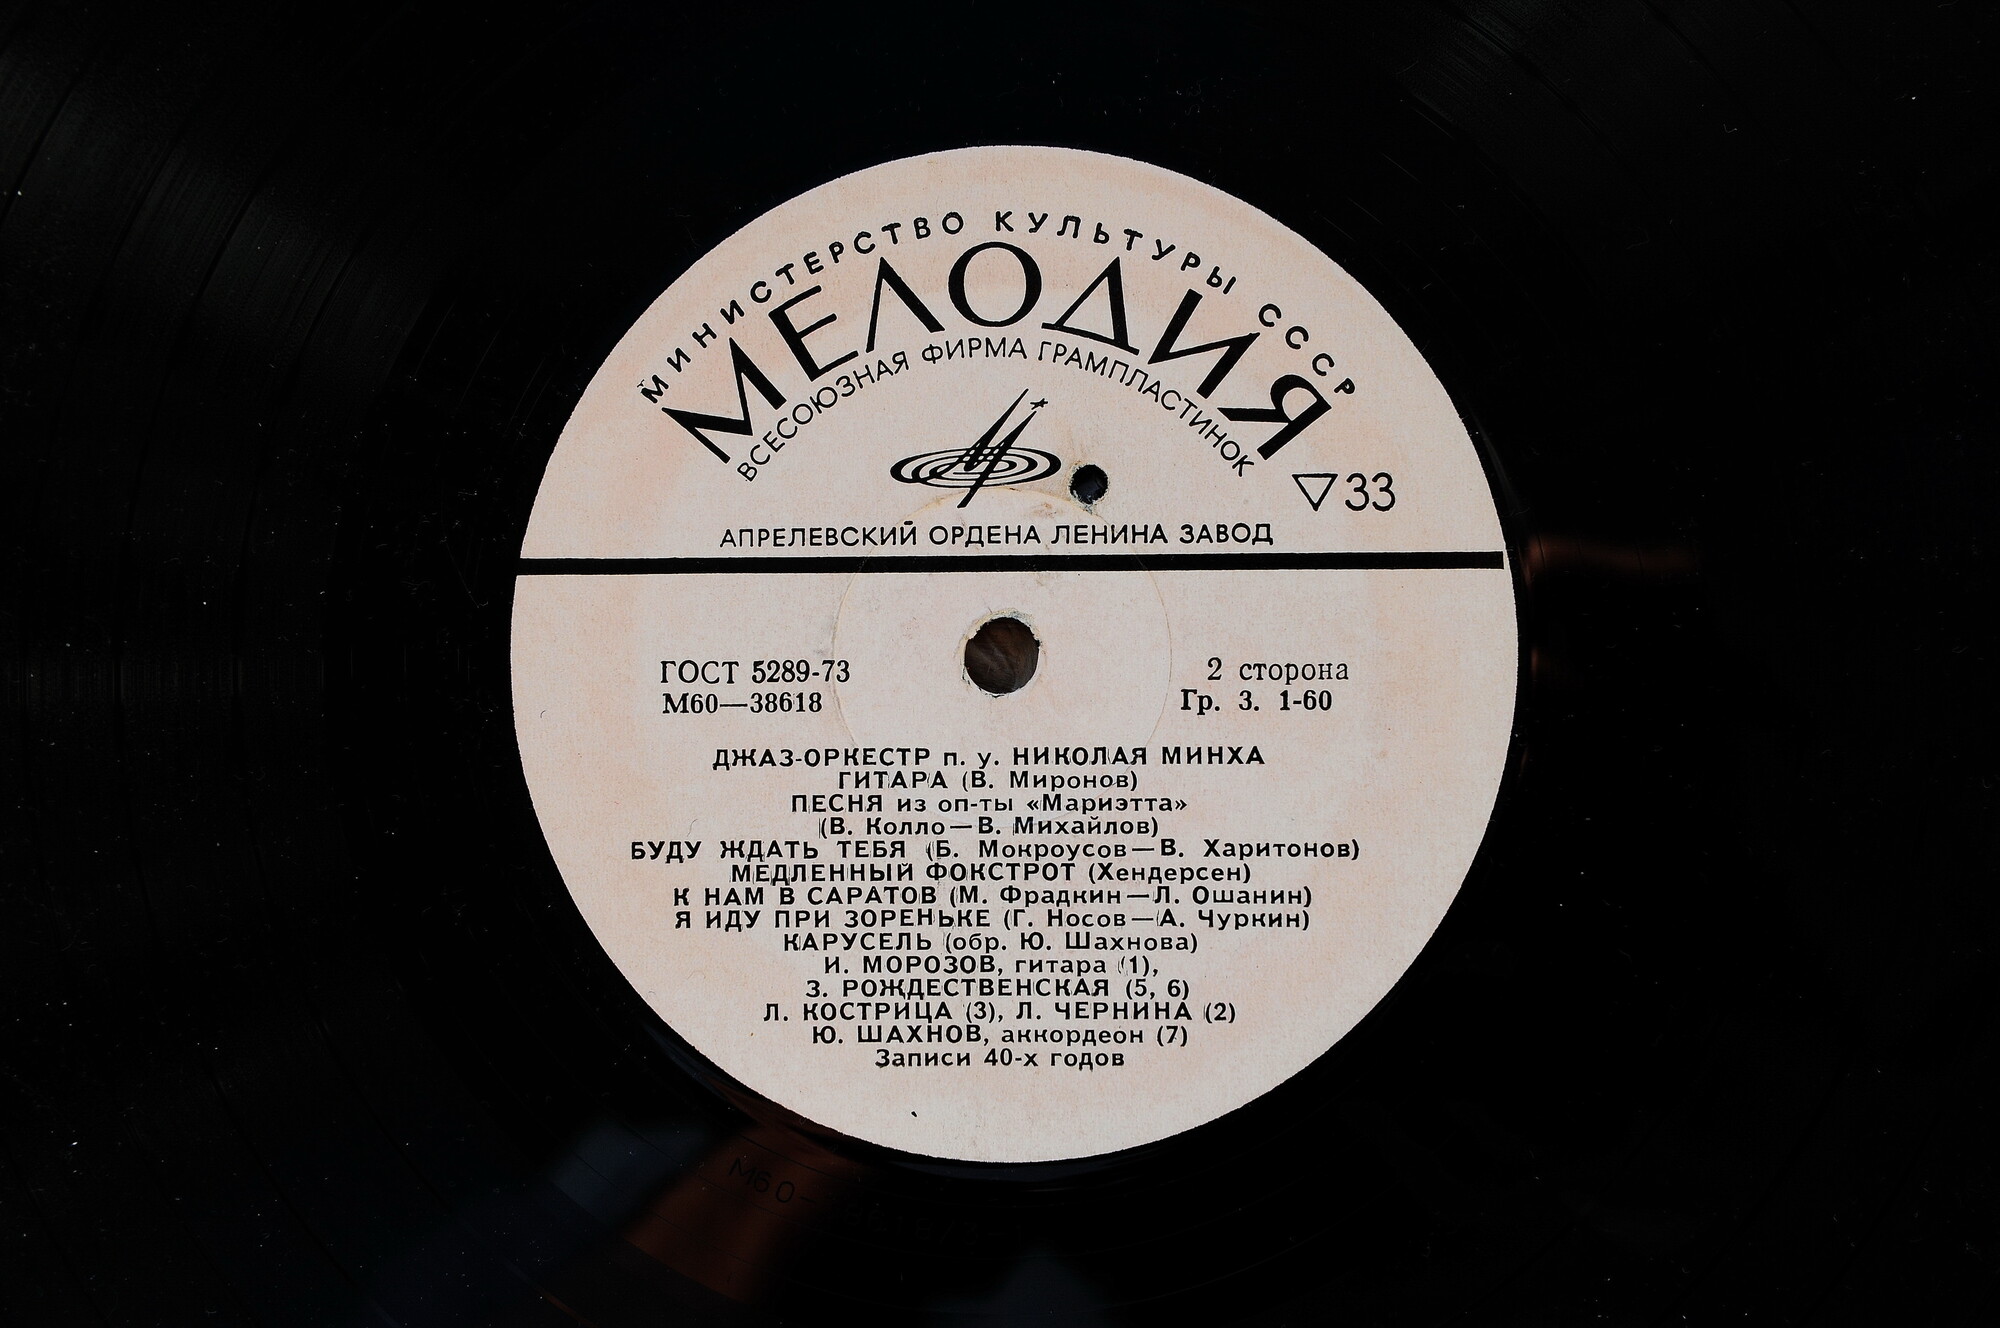 МИНИСТЕРСТВО КУЛЬТУРЫ СССР
МЕЛОДИЯ
ВСЕСОЮЗНАЯ ФИРМА ГРАМПЛАСТИНОК
33
АПРЕЛЕВСКИЙ ОРДЕНА ЛЕНИНА ЗАВОД
ГОСТ 5289-73
М60—38618
2 сторона
Гр. 3. 1-60
ДЖАЗ-ОРКЕСТР п. у. НИКОЛАЯ МИНХА
ГИТАРА (В. Миронов)
ПЕСНЯ из оп-ты «Мариэтта»
(В. Колло—В. Михайлов)
БУДУ ЖДАТЬ ТЕБЯ (Б. Мокроусов—В. Харитонов)
МЕДЛЕННЫЙ ФОКСТРОТ (Хендерсен)
К НАМ В САРАТОВ (М. Фрадкин—Л. Ошанин)
Я ИДУ ПРИ ЗОРЕНЬКЕ (Г. Носов—А. Чуркин)
КАРУСЕЛЬ (обр. Ю. Шахнова)
И. МОРОЗОВ, гитара (1),
З. РОЖДЕСТВЕНСКАЯ (5, 6)
Л. КОСТРИЦА (3), Л. ЧЕРНИНА (2)
Ю. ШАХНОВ, аккордеон (7)
Записи 40-х годов